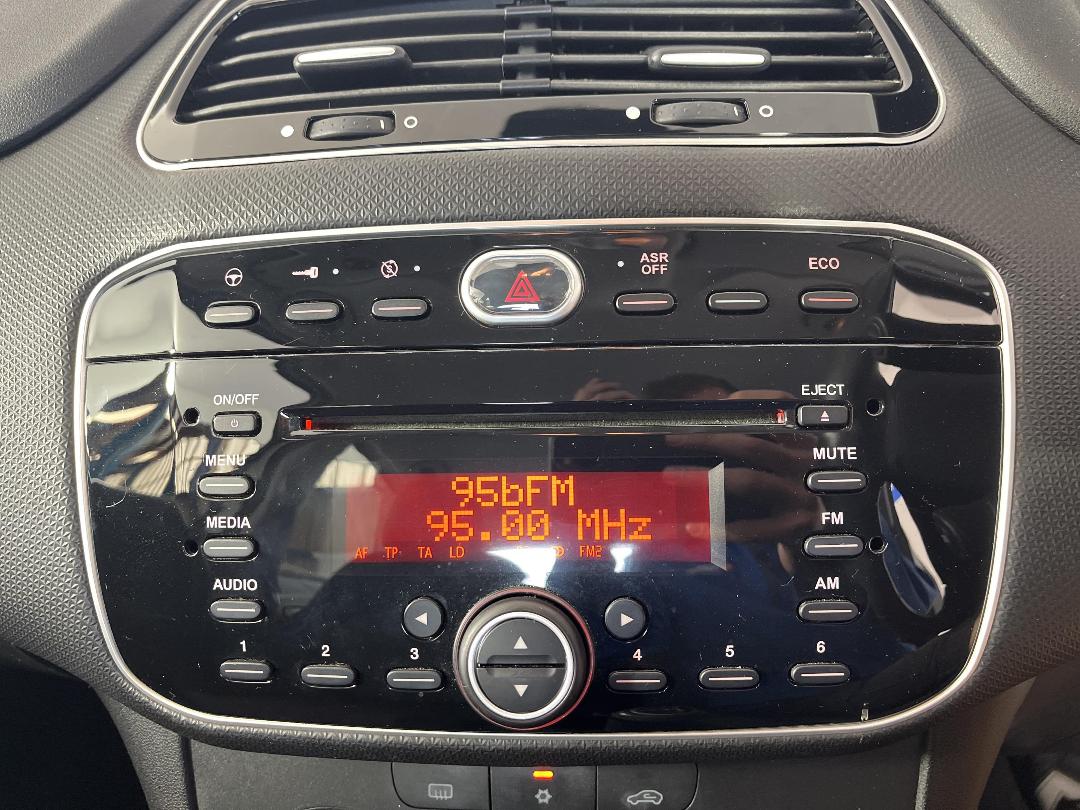 ASR
OFF
ECO
ON/OFF
EJECT
MENU
MUTE
95bFM
95.00 MHz
MEDIA
FM
AF TP TA LD FM2
AUDIO
AM
1 2 3 4 5 6